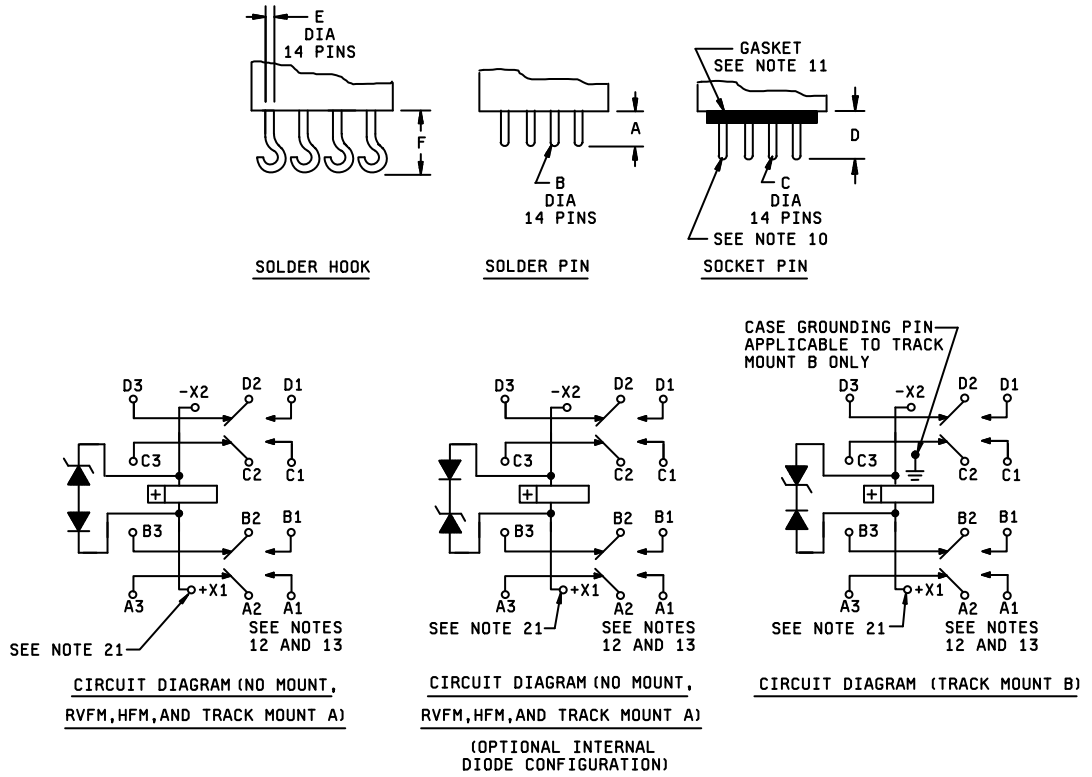 E
DIA
14 PINS
F
SOLDER HOOK
A
B
DIA
14 PINS
SOLDER PIN
GASKET
SEE NOTE 11
D
C
DIA
14 PINS
SEE NOTE 10
SOCKET PIN
D3
-X2
D2
D1
C3
C2
C1
+
B3
B2
B1
A3
+X1
A2
A1
SEE NOTE 21
SEE NOTES
12 AND 13
CIRCUIT DIAGRAM (NO MOUNT,
RVFM,HFM,AND TRACK MOUNT A)
D3
-X2
D2
D1
C3
C2
C1
+
B3
B2
B1
A3
+X1
A2
A1
SEE NOTE 21
SEE NOTES
12 AND 13
CIRCUIT DIAGRAM (NO MOUNT,
RVFM,HFM,AND TRACK MOUNT A)
(OPTIONAL INTERNAL
DIODE CONFIGURATION)
CASE GROUNDING PIN
APPLICABLE TO TRACK
MOUNT B ONLY
D3
-X2
D2
D1
C3
C2
C1
+
B3
B2
B1
A3
+X1
A2
A1
SEE NOTE 21
SEE NOTES
12 AND 13
CIRCUIT DIAGRAM (TRACK MOUNT B)